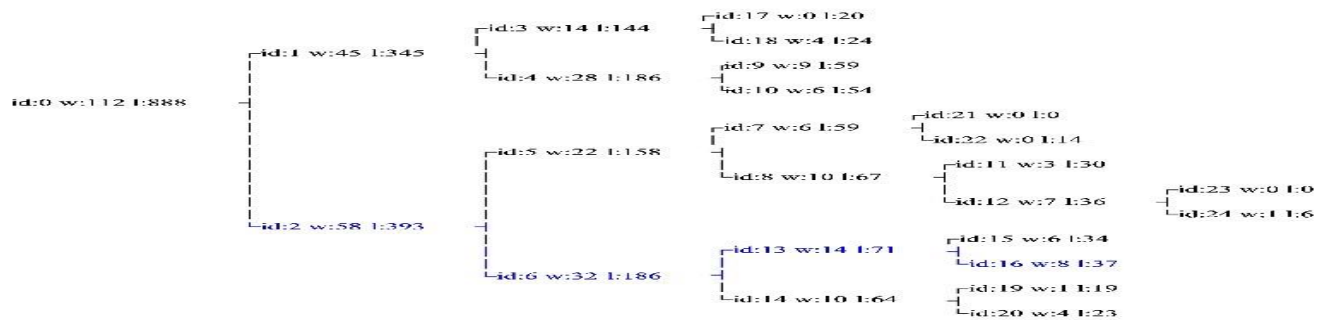 id:17 w:0 l:20
id:3 w:14 l:144
id:18 w:4 l:24
id:1 w:45 l:345
id:9 w:9 l:59
id:4 w:28 l:186
id:10 w:6 l:54
id:0 w:112 l:888
id:21 w:0 l:0
id:7 w:6 l:59
id:22 w:0 l:14
id:5 w:22 l:158
id:11 w:3 l:30
id:8 w:10 l:67
id:23 w:0 l:0
id:12 w:7 l:36
id:24 w:1 l:6
id:2 w:58 l:393
id:15 w:6 l:34
id:13 w:14 l:71
id:16 w:8 l:37
id:6 w:32 l:186
id:19 w:1 l:19
id:14 w:10 l:64
id:20 w:4 l:23